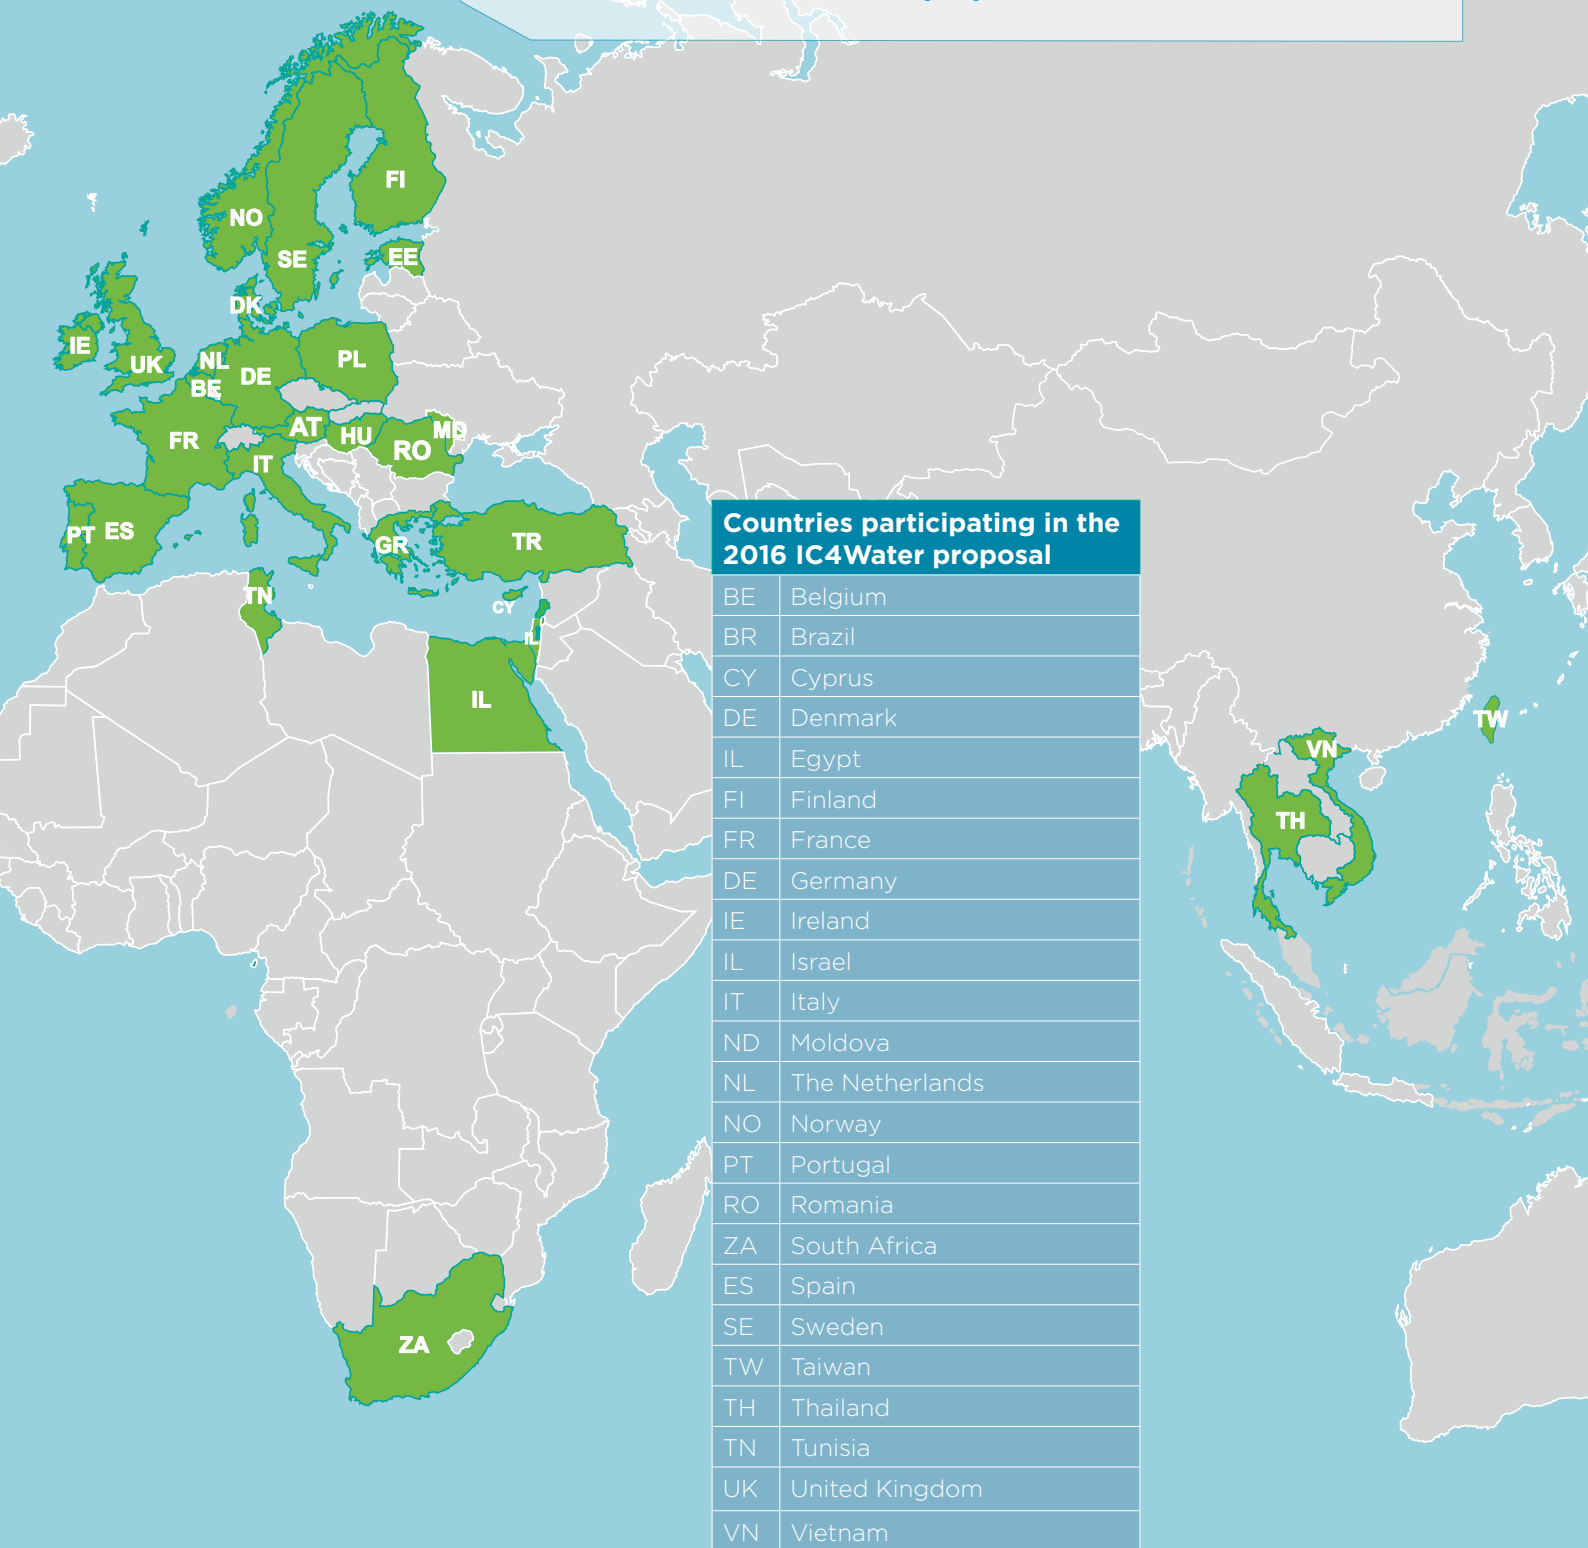 FI
NO
SE
EE
DK
IE
UK
NL
PL
BE
DE
FR
AT
HU
MD
RO
IT
PT
ES
GR
TR
TN
CY
IL
IL
ZA
TW
VN
TH
Countries participating in the
2016 IC4Water proposal
BE Belgium
BR Brazil
CY Cyprus
DE Denmark
IL Egypt
FI Finland
FR France
DE Germany
IE Ireland
IL Israel
IT Italy
ND Moldova
NL The Netherlands
NO Norway
PT Portugal
RO Romania
ZA South Africa
ES Spain
SE Sweden
TW Taiwan
TH Thailand
TN Tunisia
UK United Kingdom
VN Vietnam